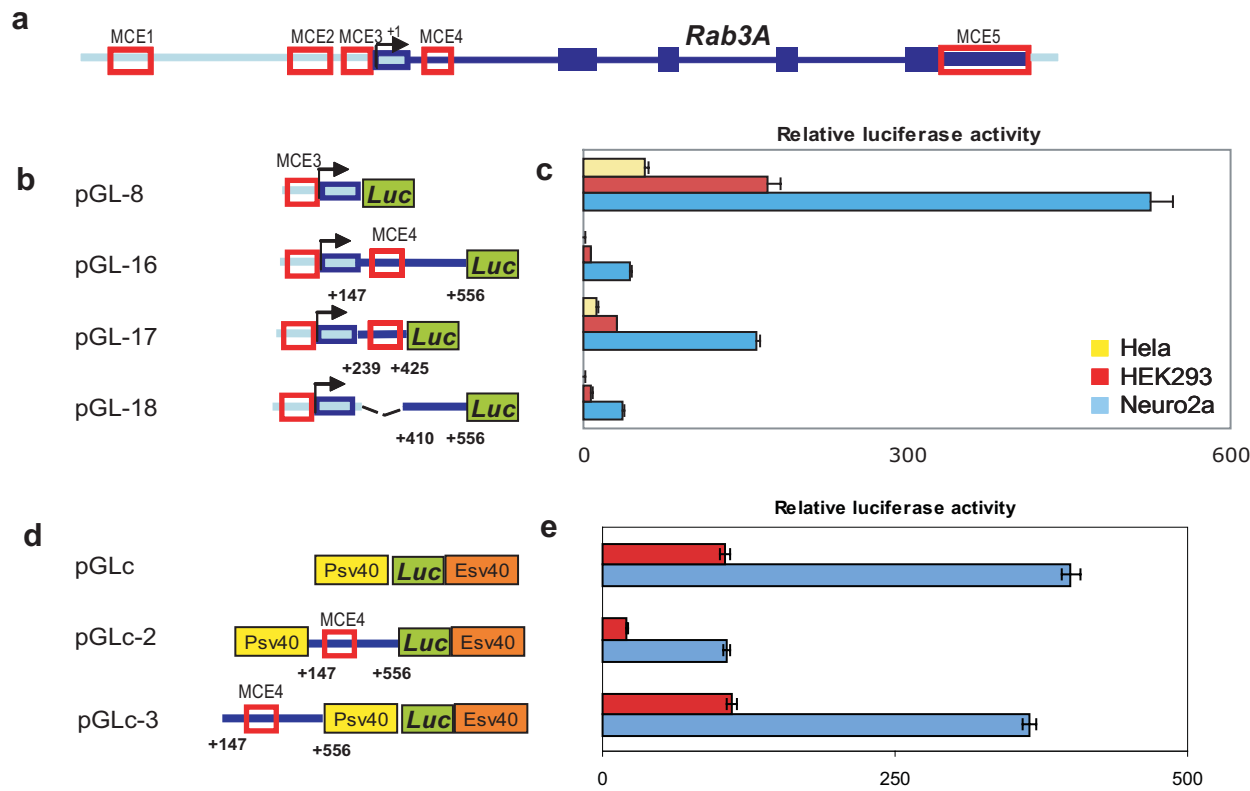 a
MCE1 MCE2 MCE3 +1 MCE4 Rab3A MCE5
b
c
Relative luciferase activity
MCE3
pGL-8 Luc
MCE4
pGL-16 Luc
+147 +556
pGL-17 Luc
+239 +425
pGL-18 Luc
+410 +556
Hela
HEK293
Neuro2a
0 300 600
d
e
Relative luciferase activity
pGLc Psv40 Luc Esv40
MCE4
pGLc-2 Psv40 Luc Esv40
+147 +556
MCE4
pGLc-3 Psv40 Luc Esv40
+147 +556
0 250 500